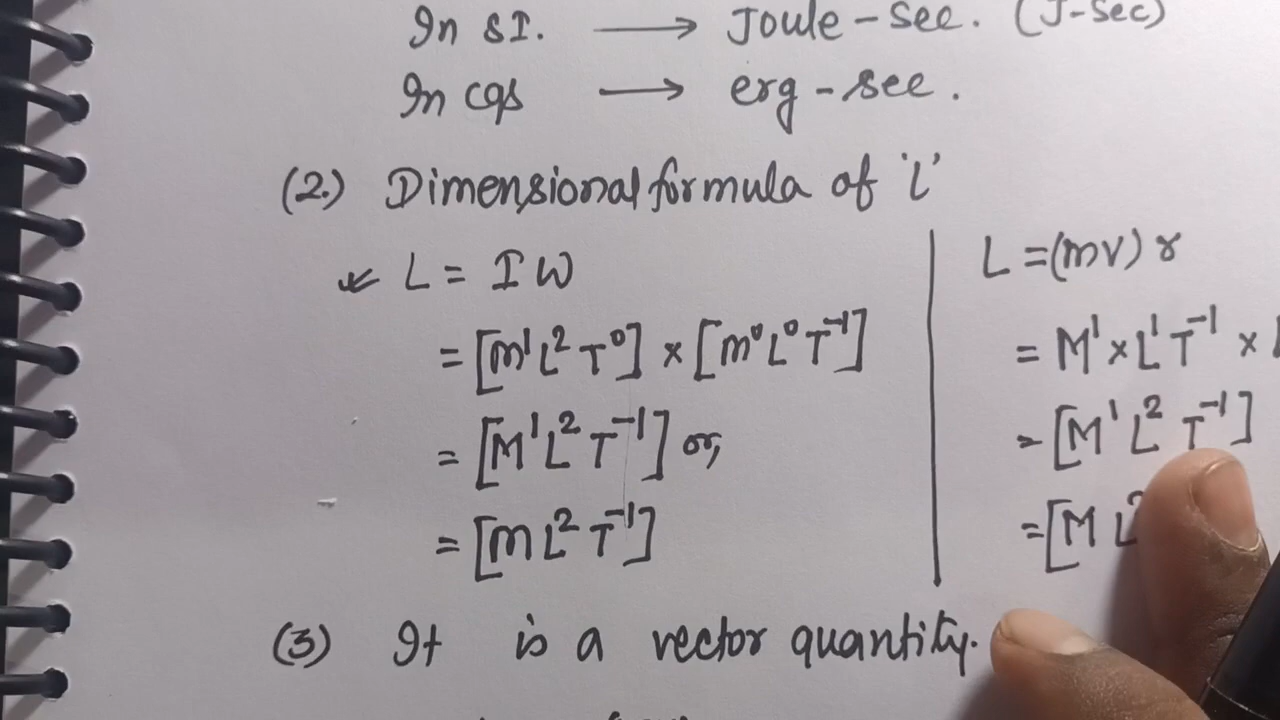 In SI. → Joule - Sec. (J-Sec)
In cgs → erg - sec.
(2.) Dimensional formula of 'L'
L = I W
= [M¹L²T⁰] × [M⁰L⁰T⁻¹]
= [M¹L²T⁻¹] or,
= [ML²T⁻¹]
L = (mv) r
= M¹×L¹T⁻¹ ×
= [M¹L²T⁻¹]
= [M L²
(3) It is a vector quantity.